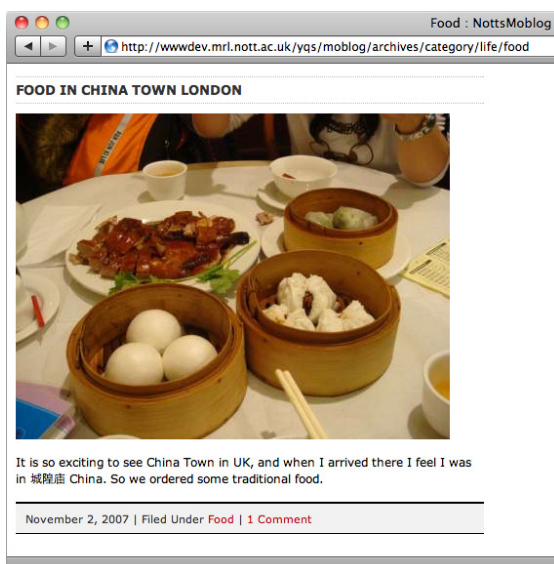 Food : NottsMoblog
http://wwwdev.mrl.nott.ac.uk/yqs/moblog/archives/category/life/food
FOOD IN CHINA TOWN LONDON
It is so exciting to see China Town in UK, and when I arrived there I feel I was
in 城隍庙 China. So we ordered some traditional food.
November 2, 2007 | Filed Under Food | 1 Comment